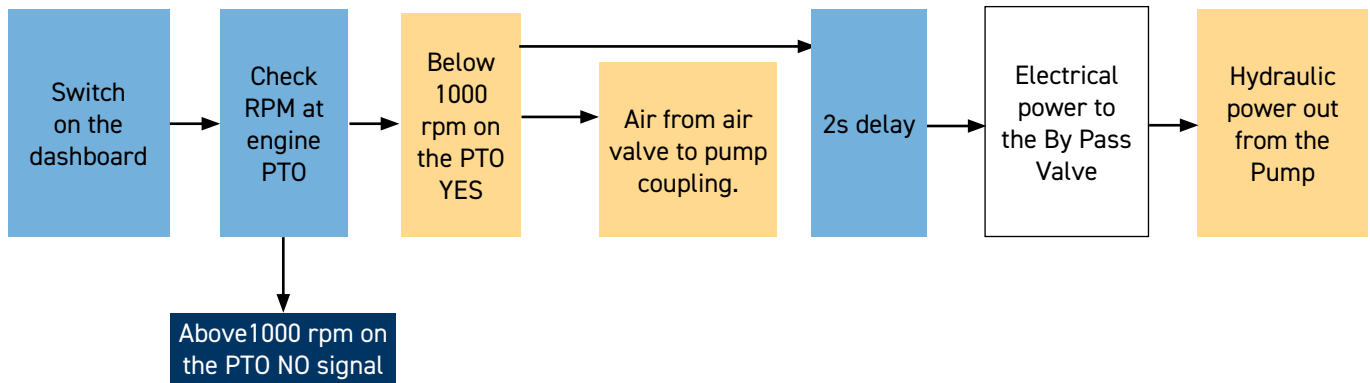 Switch
on the
dashboard
Check
RPM at
engine
PTO
Below
1000
rpm on
the PTO
YES
Air from air
valve to pump
coupling.
2s delay
Electrical
power to
the By Pass
Valve
Hydraulic
power out
from the
Pump
Above1000 rpm on
the PTO NO signal